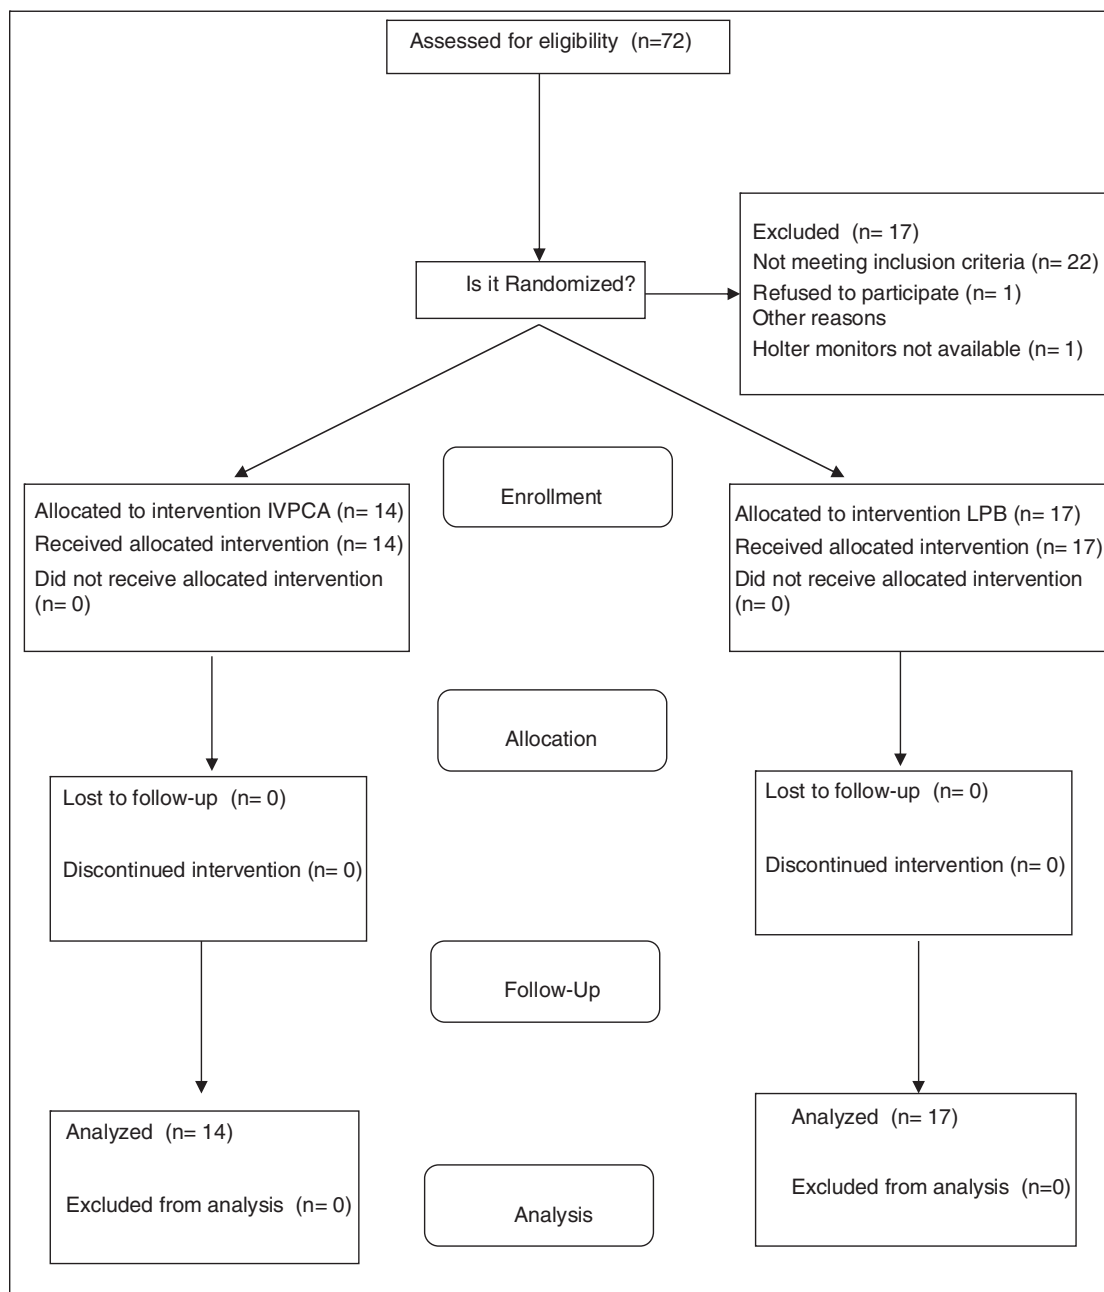 Assessed for eligibility (n=72)
Is it Randomized?
Excluded (n= 17)
Not meeting inclusion criteria (n= 22)
Refused to participate (n= 1)
Other reasons
Holter monitors not available (n= 1)
Enrollment
Allocated to intervention IVPCA (n= 14)
Received allocated intervention (n= 14)
Did not receive allocated intervention
(n= 0)
Allocated to intervention LPB (n= 17)
Received allocated intervention (n= 17)
Did not receive allocated intervention
(n= 0)
Allocation
Lost to follow-up (n= 0)
Discontinued intervention (n= 0)
Lost to follow-up (n= 0)
Discontinued intervention (n= 0)
Follow-Up
Analyzed (n= 14)
Excluded from analysis (n= 0)
Analyzed (n= 17)
Excluded from analysis (n=0)
Analysis